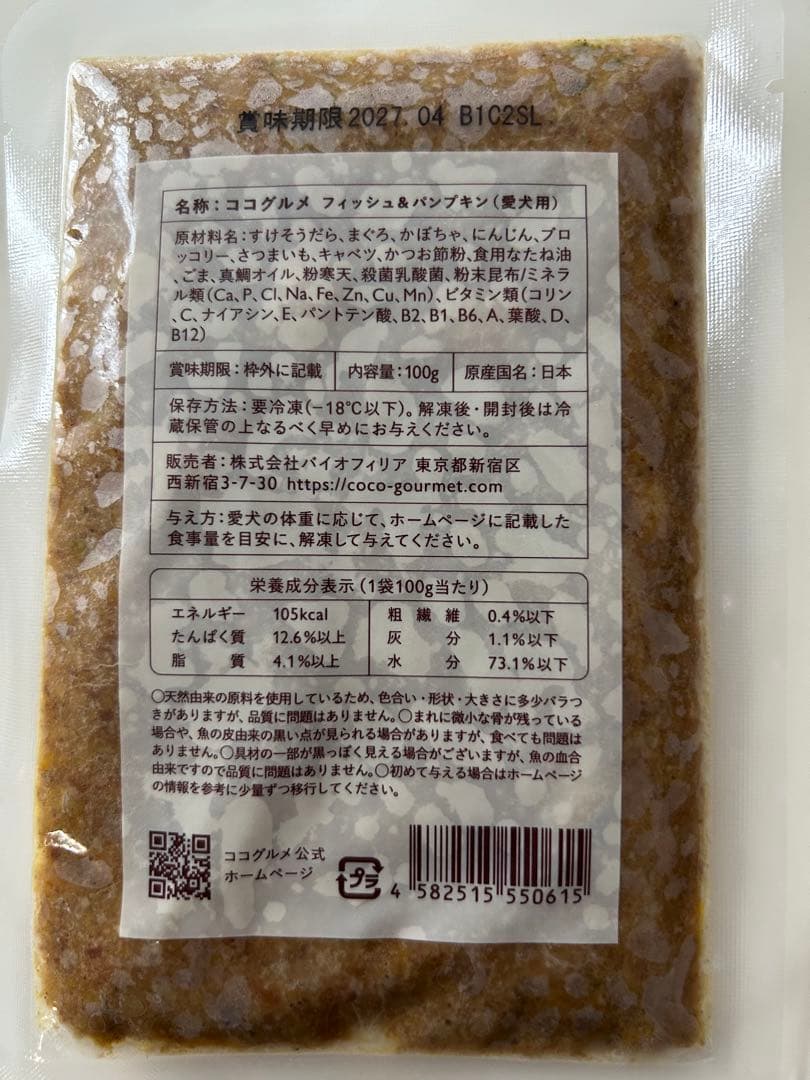 賞味期限2027.04 B1C2SL
名称：ココグルメ フィッシュ&パンプキン（愛犬用）
原材料名：すけそうだら、まぐろ、かぼちゃ、にんじん、ブロ
ッコリー、さつまいも、キャベツ、かつお節粉、食用なたね油
、ごま、真鯛オイル、粉寒天、殺菌乳酸菌、粉末昆布/ミネラ
ル類（Ca、P、Cl、Na、Fe、Zn、Cu、Mn）、ビタミン類（コリン
、C、ナイアシン、E、パントテン酸、B2、B1、B6、A、葉酸、D、
B12）
賞味期限：枠外に記載 内容量：100g 原産国名：日本
保存方法：要冷凍（−18℃以下）。解凍後・開封後は冷
蔵保管の上なるべく早めにお与えください。
販売者：株式会社バイオフィリア 東京都新宿区
西新宿3-7-30 https://coco-gourmet.com
与え方：愛犬の体重に応じて、ホームページに記載した
食事量を目安に、解凍して与えてください。
栄養成分表示（1袋100g当たり）
エネルギー 105kcal 粗繊維 0.4%以下
たんぱく質 12.6%以上 灰分 1.1%以下
脂質 4.1%以上 水分 73.1%以下
○天然由来の原料を使用しているため、色合い・形状・大きさに多少バラつ
きがありますが、品質に問題はありません。○まれに微小な骨が残っている
場合や、魚の皮由来の黒い点が見られる場合がありますが、食べても問題は
ありません。○具材の一部が黒っぽく見える場合がございますが、魚の血合
由来ですので品質に問題はありません。○初めて与える場合はホームページ
の情報を参考に少量ずつ移行してください。
ココグルメ公式
ホームページ
プラ
4 582515 550615